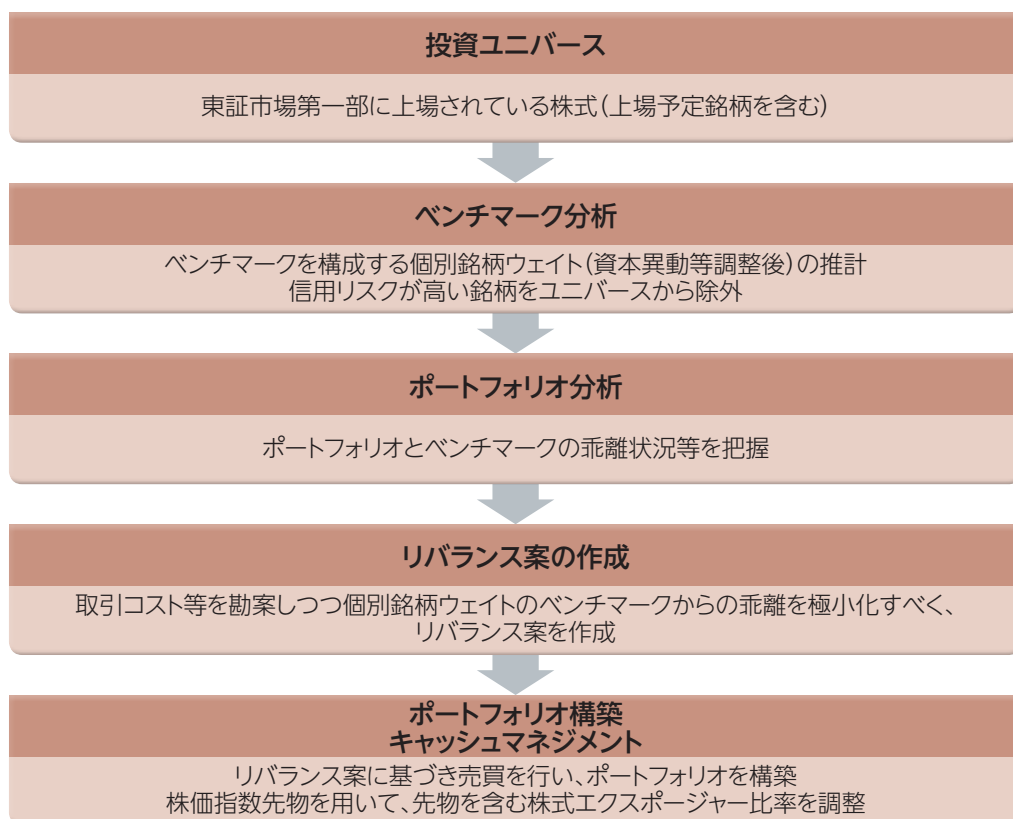 投資ユニバース
東証市場第一部に上場されている株式(上場予定銘柄を含む)
ベンチマーク分析
ベンチマークを構成する個別銘柄ウェイト(資本異動等調整後)の推計
信用リスクが高い銘柄をユニバースから除外
ポートフォリオ分析
ポートフォリオとベンチマークの乖離状況等を把握
リバランス案の作成
取引コスト等を勘案しつつ個別銘柄ウェイトのベンチマークからの乖離を極小化すべく、
リバランス案を作成
ポートフォリオ構築
キャッシュマネジメント
リバランス案に基づき売買を行い、ポートフォリオを構築
株価指数先物を用いて、先物を含む株式エクスポージャー比率を調整